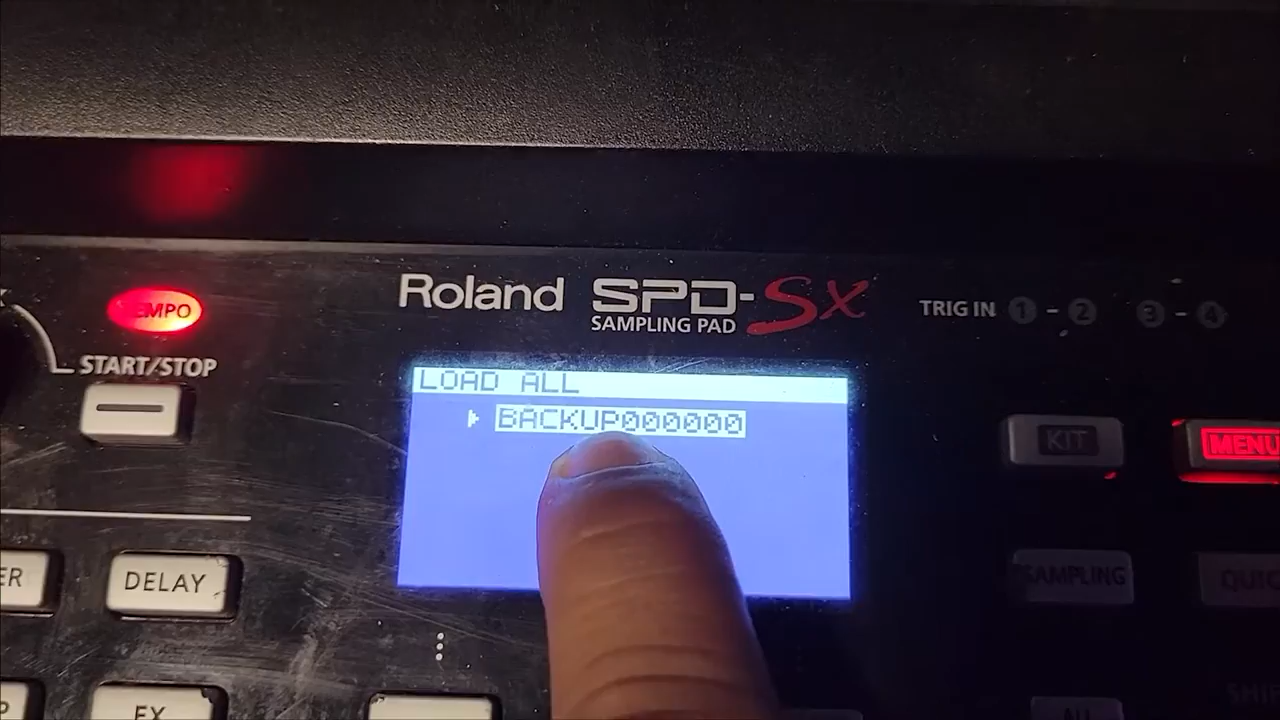 Roland SPD-SX
SAMPLING PAD
TRIG IN 1 - 2 3 - 4
TEMPO
START/STOP
LOAD ALL
BACKUP000000
KIT
MENU
DELAY
SAMPLING
FX
ALL